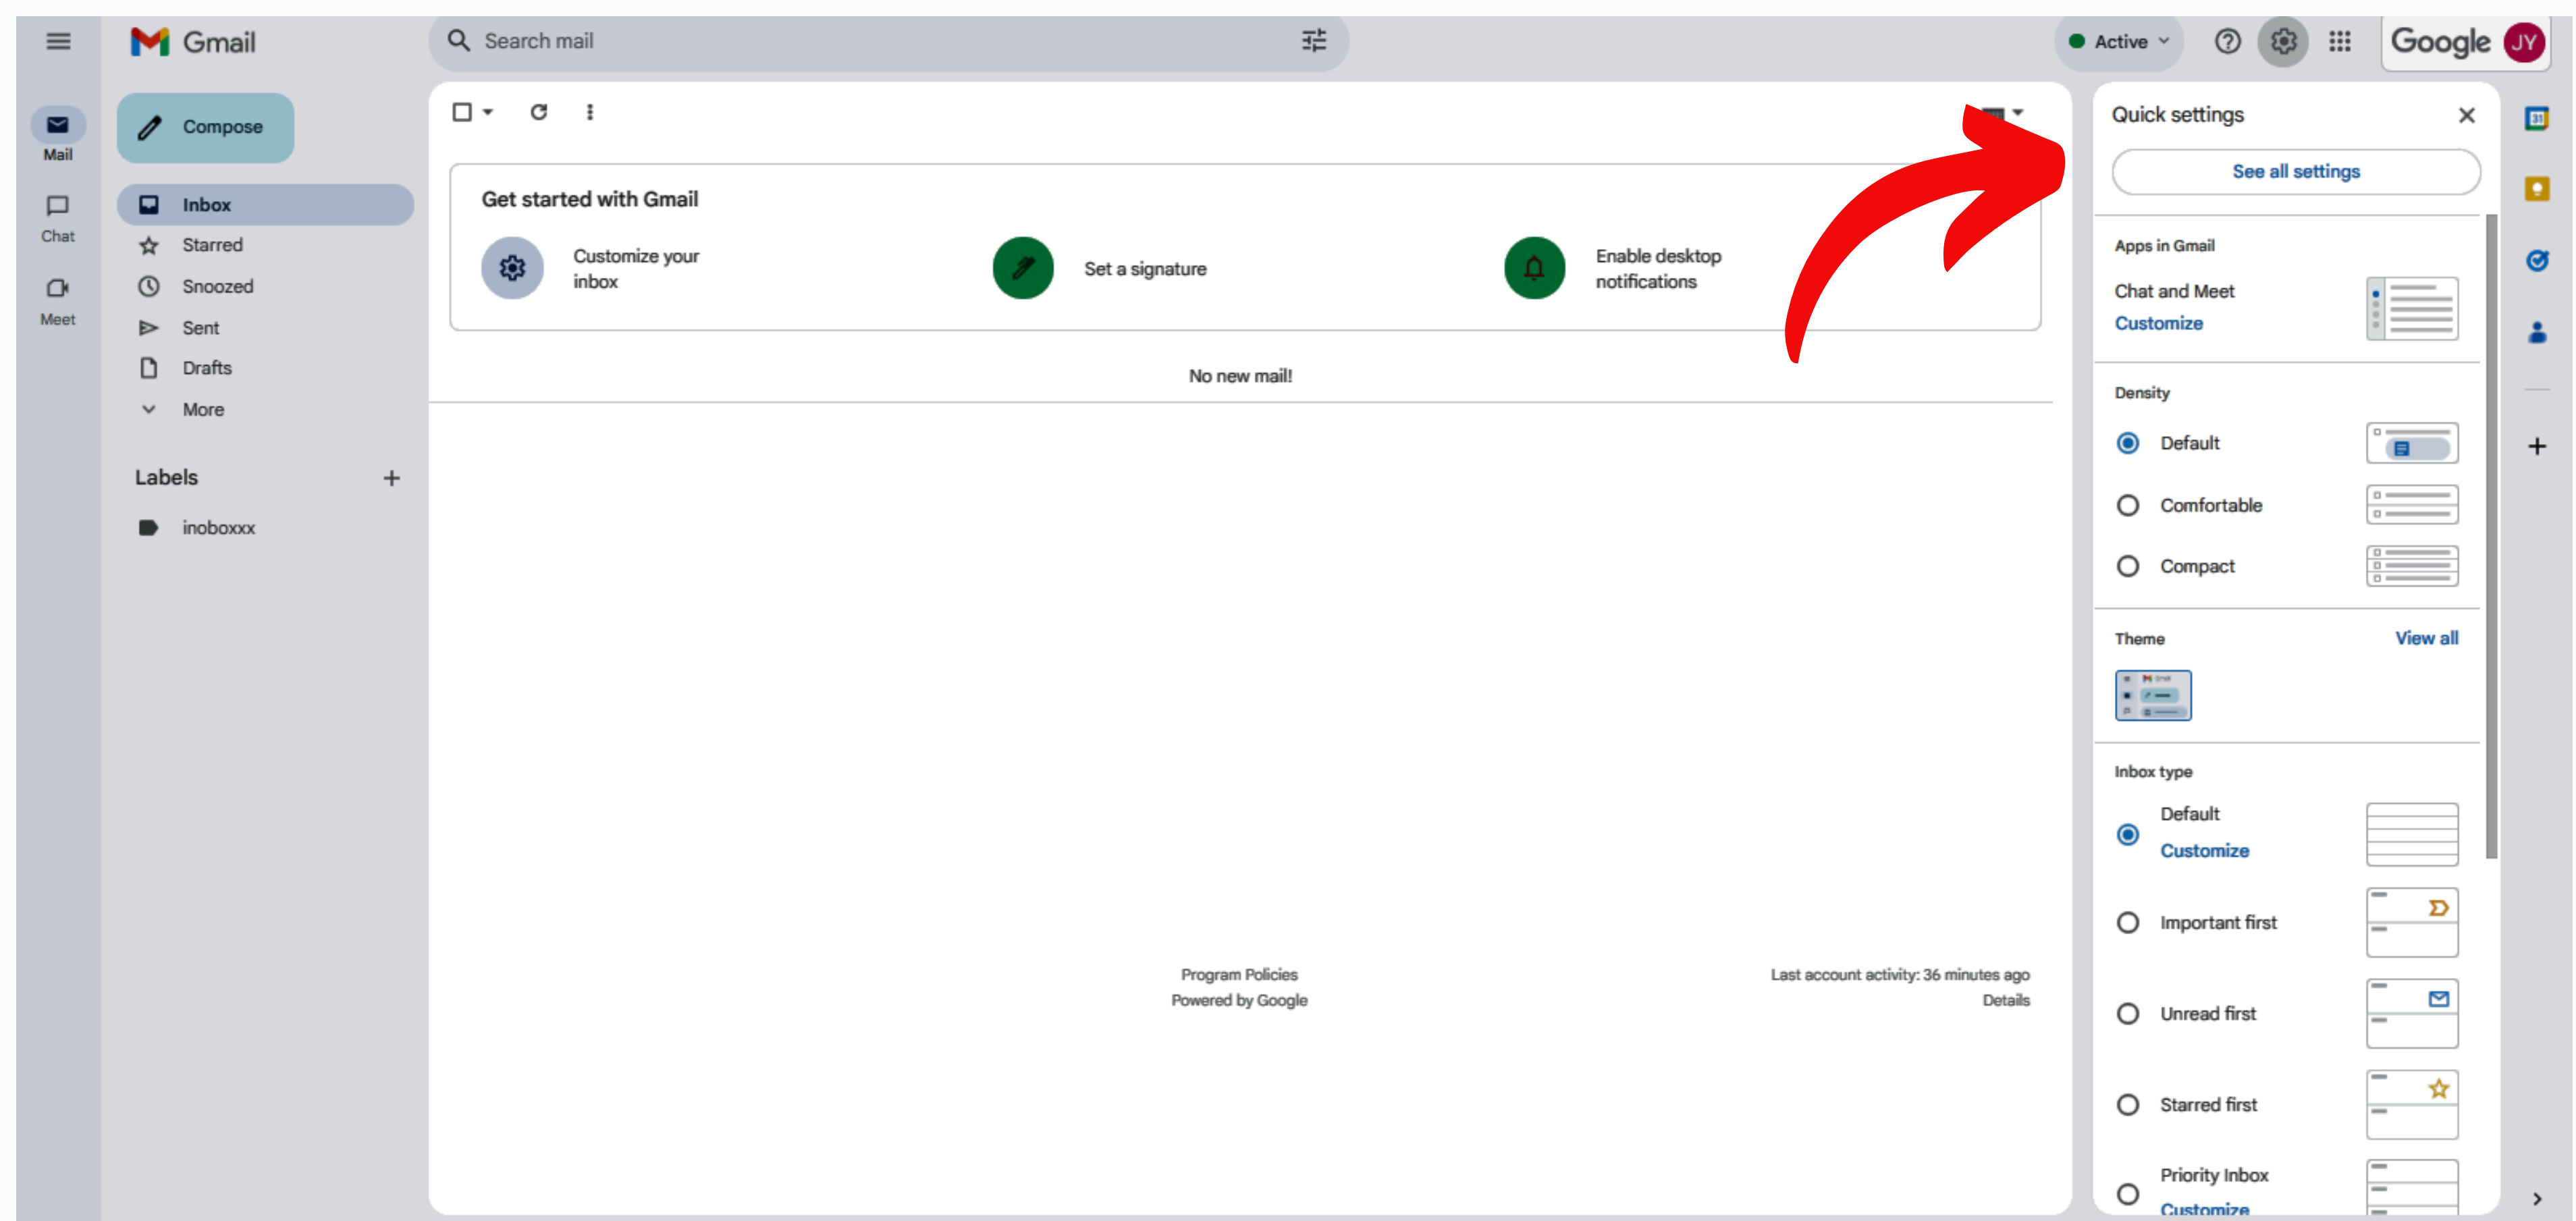 Gmail
Search mail
Active
Google
JY
Mail
Chat
Meet
Compose
Inbox
Starred
Snoozed
Sent
Drafts
More
Labels
inoboxxx
Get started with Gmail
Customize your
inbox
Set a signature
Enable desktop
notifications
No new mail!
Program Policies
Powered by Google
Last account activity: 36 minutes ago
Details
Quick settings
See all settings
Apps in Gmail
Chat and Meet
Customize
Density
Default
Comfortable
Compact
Theme
View all
Gmail
Inbox type
Default
Customize
Important first
Unread first
Starred first
Priority Inbox
Customize
31